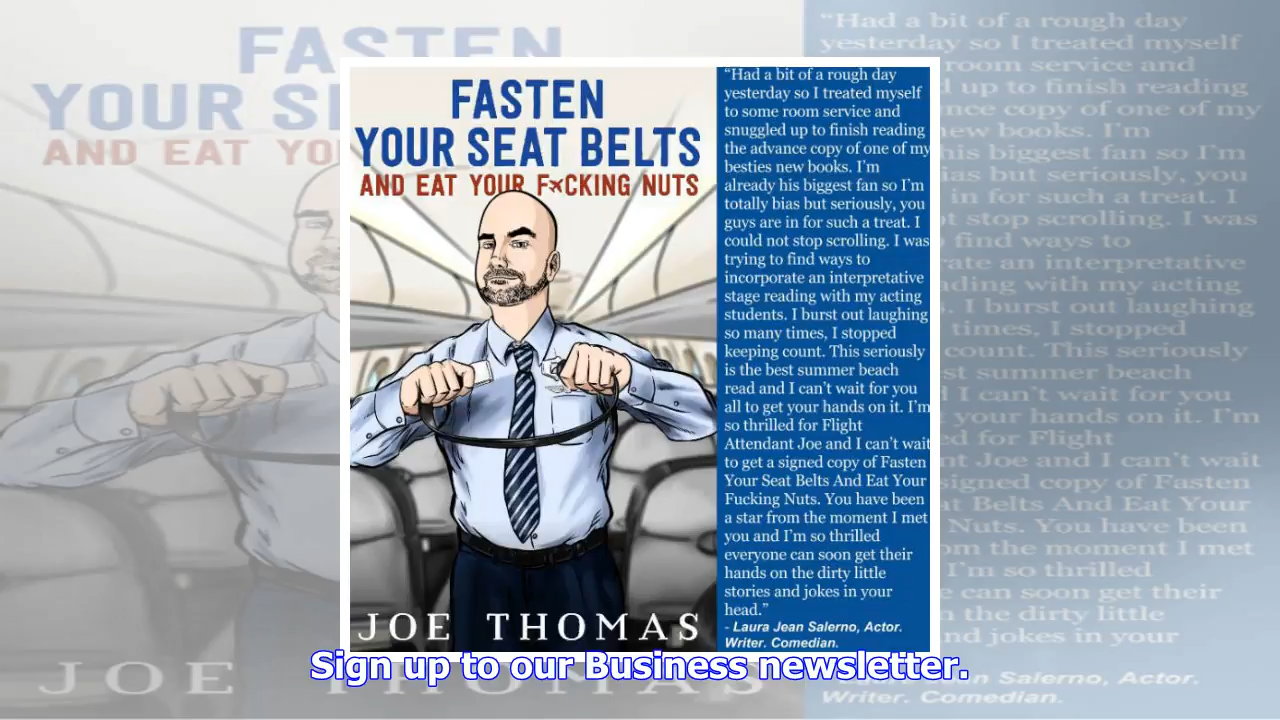 FASTEN
YOUR SEAT BELTS
AND EAT YOUR F✈CKING NUTS
JOE THOMAS
“Had a bit of a rough day
yesterday so I treated myself
to some room service and
snuggled up to finish reading
the advance copy of one of my
besties new books. I'm
already his biggest fan so I’m
totally bias but seriously, you
guys are in for such a treat. I
could not stop scrolling. I was
trying to find ways to
incorporate an interpretative
stage reading with my acting
students. I burst out laughing
so many times, I stopped
keeping count. This seriously
is the best summer beach
read and I can’t wait for you
all to get your hands on it. I’m
so thrilled for Flight
Attendant Joe and I can’t wait
to get a signed copy of Fasten
Your Seat Belts And Eat Your
Fucking Nuts. You have been
a star from the moment I met
you and I’m so thrilled
everyone can soon get their
hands on the dirty little
stories and jokes in your
head.”
- Laura Jean Salerno, Actor.
Writer. Comedian.
Sign up to our Business newsletter.